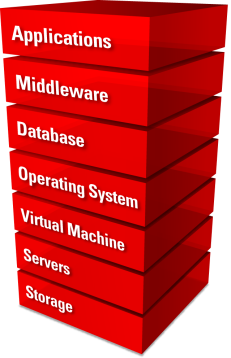 Applications
Middleware
Database
Operating System
Virtual Machine
Servers
Storage